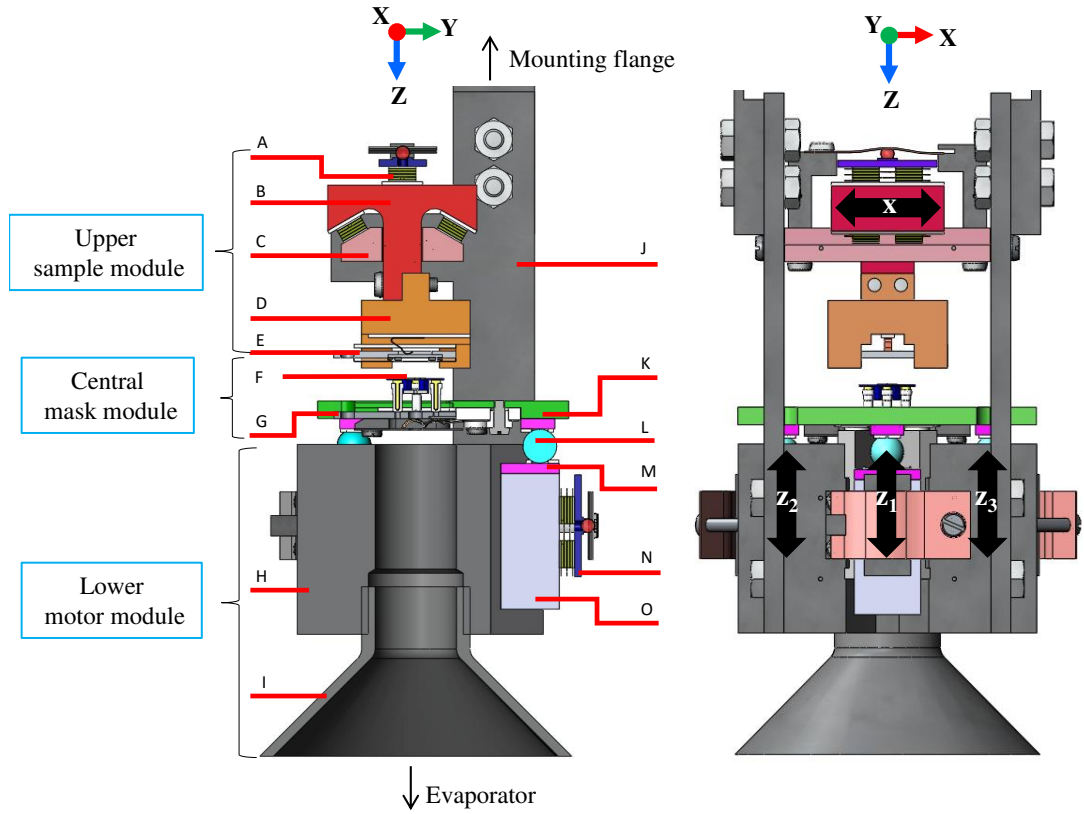 X
Y
Z
Mounting flange
Y
X
Z
A
B
C
D
E
F
G
H
I
J
K
L
M
N
O
Upper
sample module
Central
mask module
Lower
motor module
Evaporator
x
z2
z1
z3